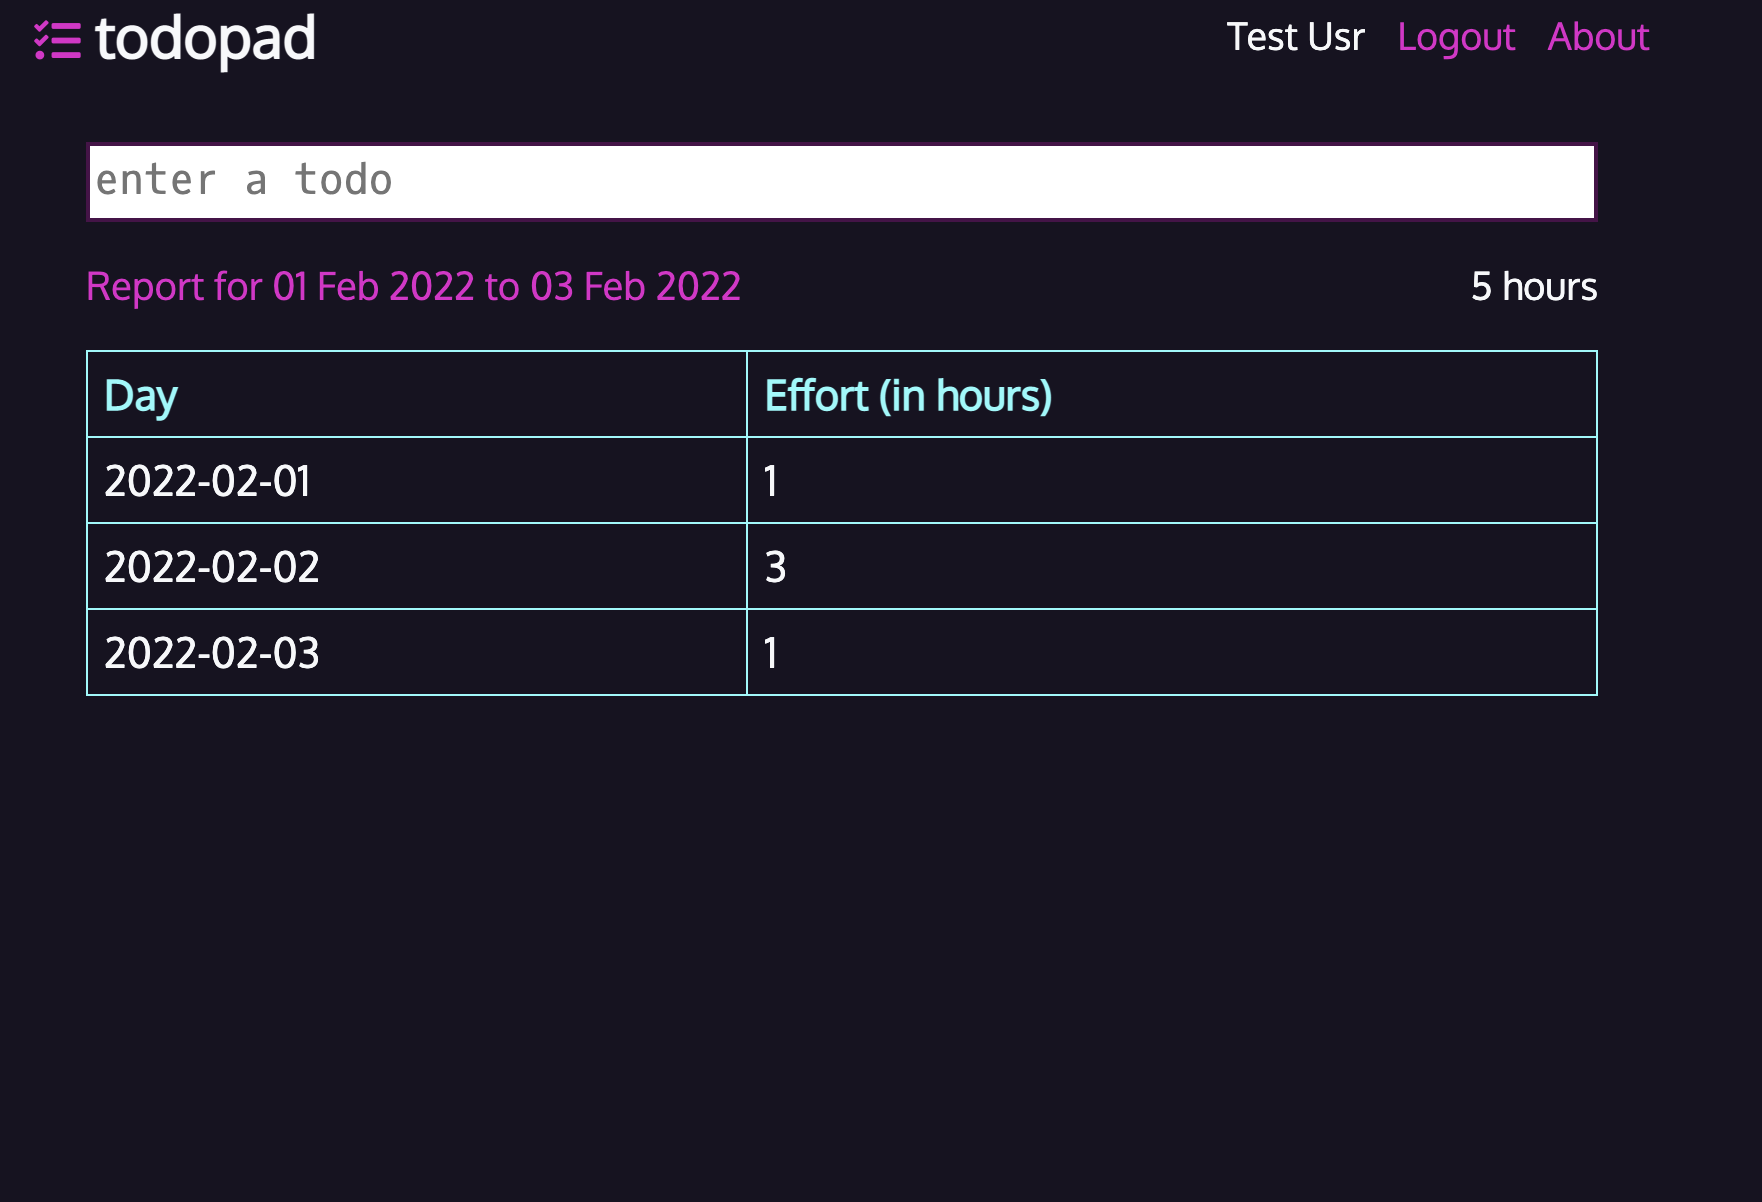 todopad
Test Usr Logout About
enter a todo
Report for 01 Feb 2022 to 03 Feb 2022 5 hours
Day Effort (in hours)
2022-02-01 1
2022-02-02 3
2022-02-03 1